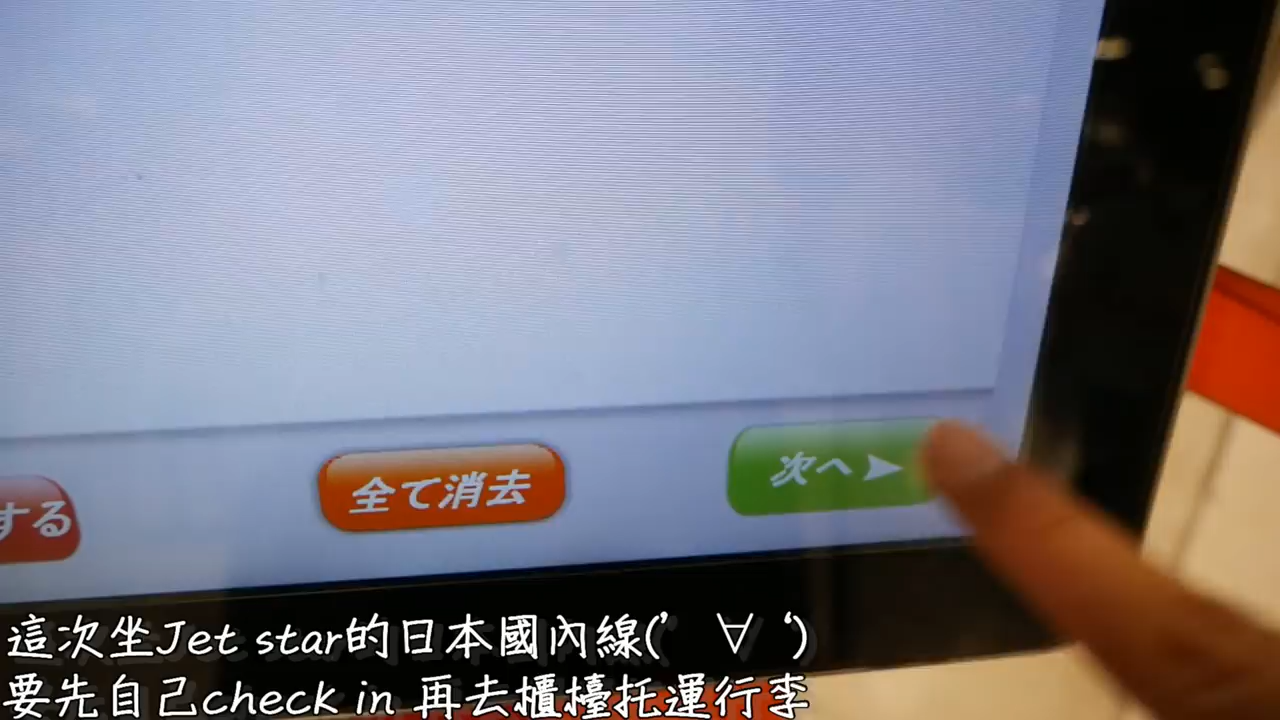 する
全て消去
次へ➤
這次坐Jet star的日本國內線(’ ∀ ‘)
要先自己check in 再去櫃檯托運行李